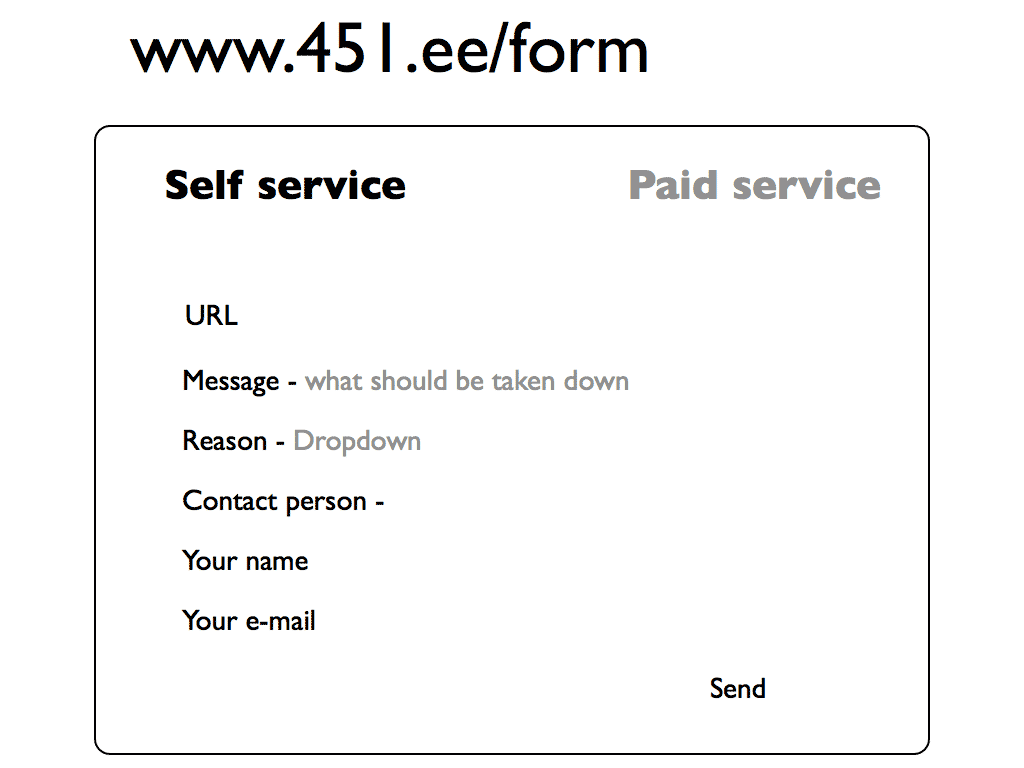 www.451.ee/form
Self service
Paid service
URL
Message - what should be taken down
Reason - Dropdown
Contact person -
Your name
Your e-mail
Send